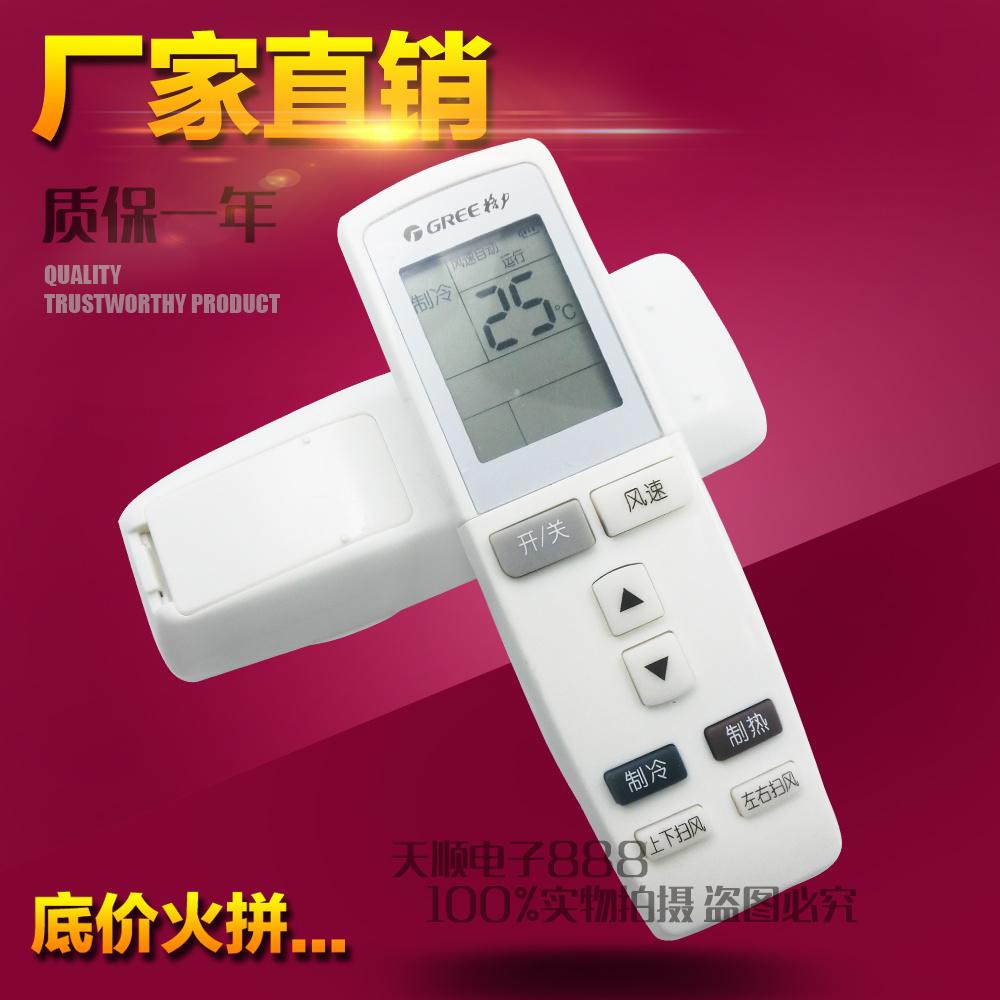 厂家直销
质保一年
QUALITY
TRUSTWORTHY PRODUCT
GREE 格力
风速自动
运行
制冷
25°C
开/关
风速
▲
▼
制冷
制热
上下扫风
左右扫风
天顺电子888
100%实物拍摄 盗图必究
底价火拼...